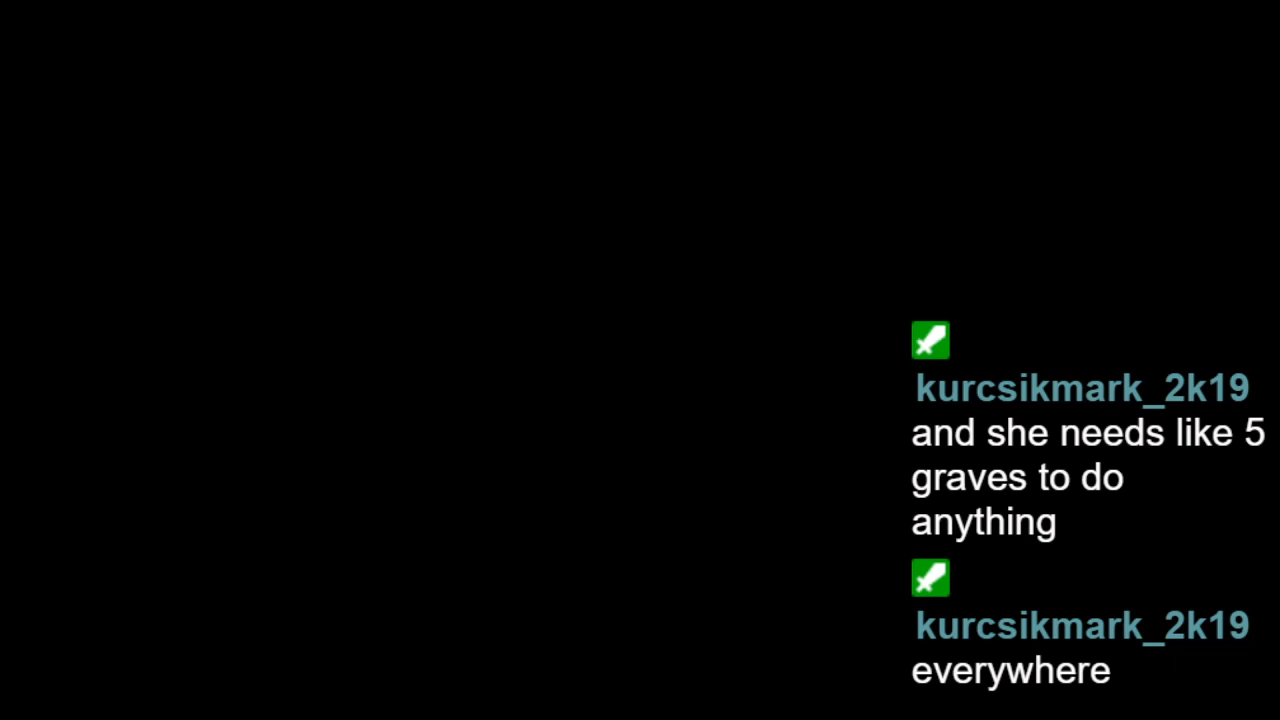 kurcsikmark_2k19
and she needs like 5
graves to do
anything
kurcsikmark_2k19
everywhere